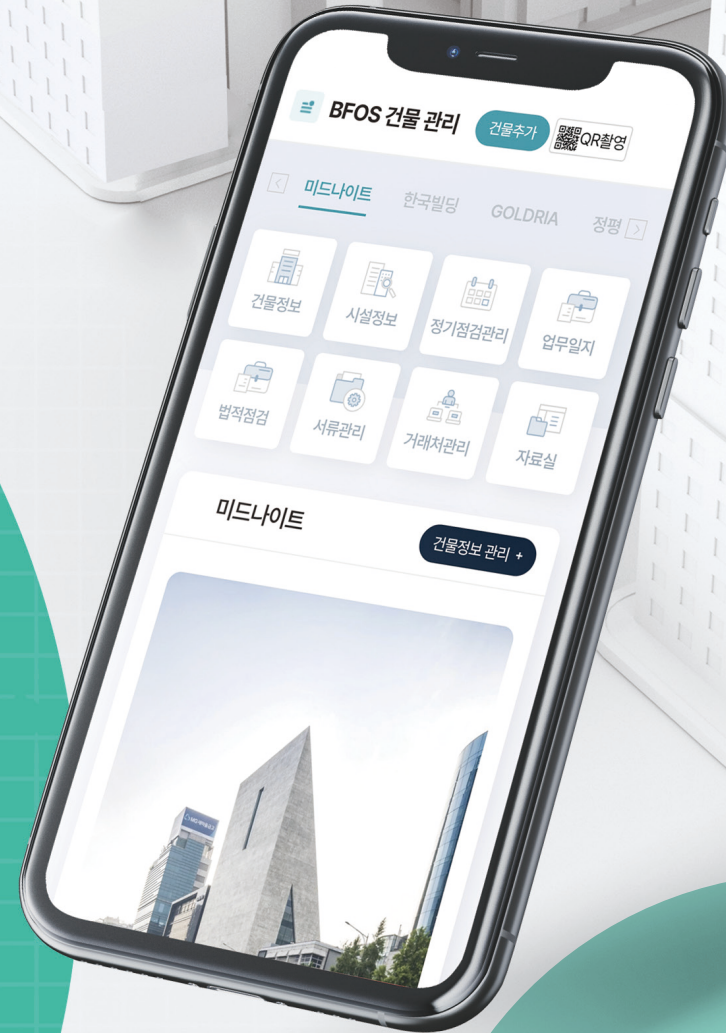 BFOS 건물 관리
건물추가
QR촬영
미드나이트
한국빌딩
GOLDRIA
정평
건물정보
시설정보
정기점검관리
업무일지
법적점검
서류관리
거래처관리
자료실
미드나이트
건물정보 관리 +